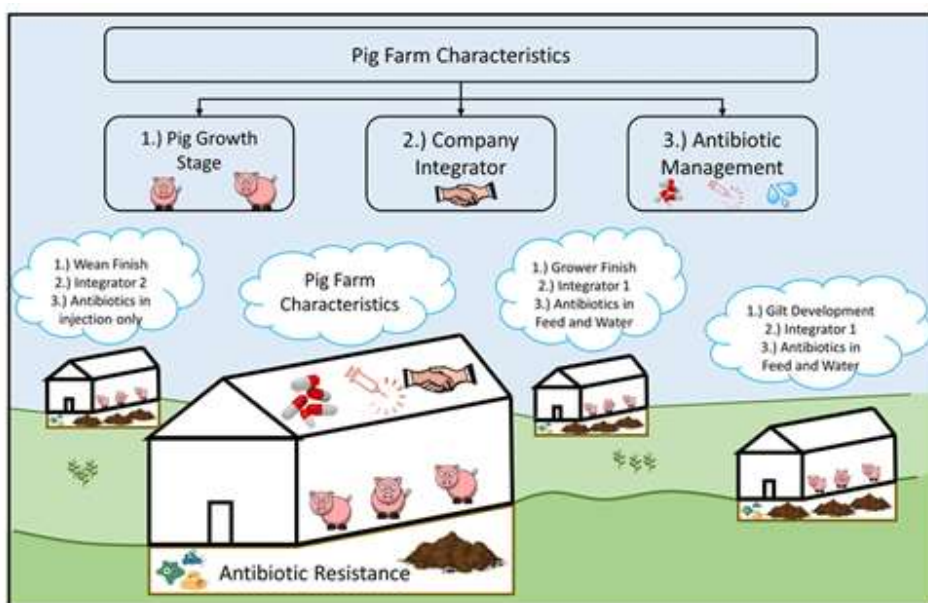 Pig Farm Characteristics
1.) Pig Growth
Stage
2.) Company
Integrator
3.) Antibiotic
Management
1.) Wean Finish
2.) Integrator 2
3.) Antibiotics in
injection only
Pig Farm
Characteristics
1.) Grower Finish
2.) Integrator 1
3.) Antibiotics in
Feed and Water
1.) Gilt Development
2.) Integrator 1
3.) Antibiotics in
Feed and Water
Antibiotic Resistance